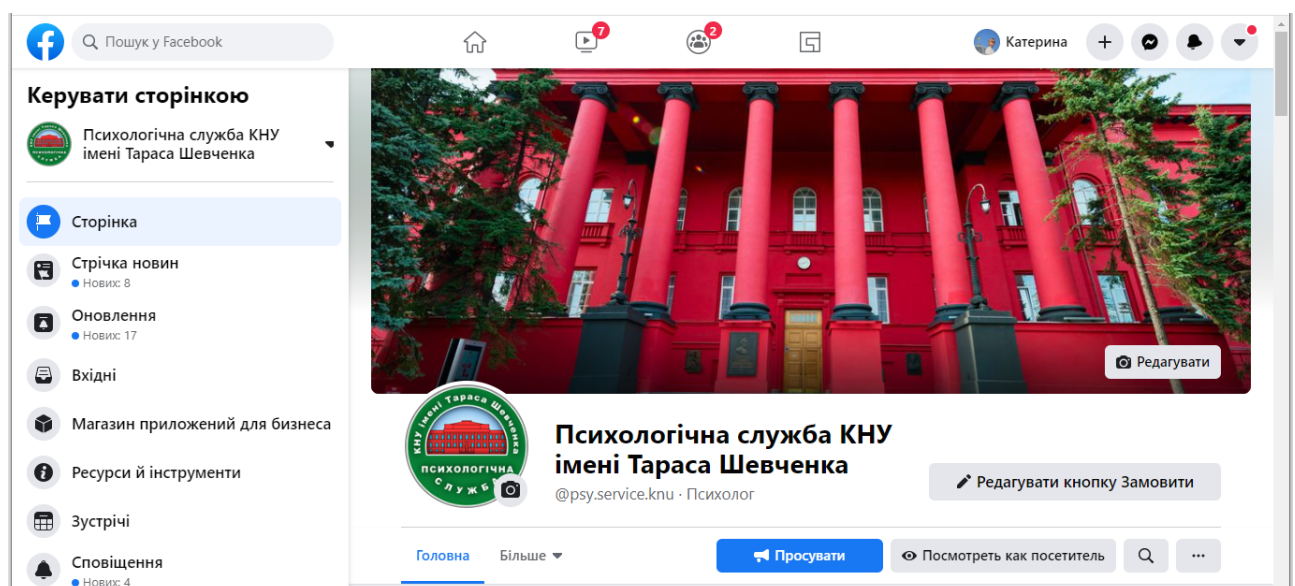 Пошук у Facebook
7
2
Катерина
Керувати сторінкою
Психологічна служба КНУ
імені Тараса Шевченка
Сторінка
Стрічка новин
Нових: 8
Оновлення
Нових: 17
Вхідні
Магазин приложений для бизнеса
Ресурси й інструменти
Зустрічі
Сповіщення
Нових: 4
Редагувати
КНУ імені Тараса Шевченка
ПСИХОЛОГІЧНА
СЛУЖБА
Психологічна служба КНУ
імені Тараса Шевченка
@psy.service.knu · Психолог
Редагувати кнопку Замовити
Головна
Більше
Просувати
Посмотреть как посетитель